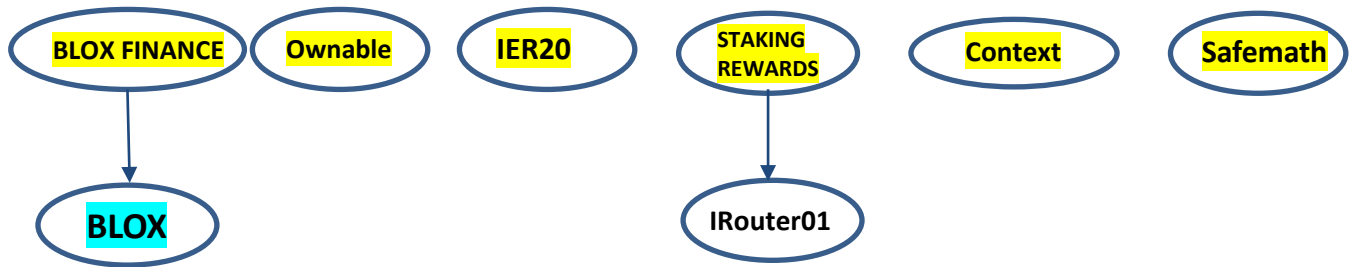 BLOX FINANCE
Ownable
IER20
STAKING
REWARDS
Context
Safemath
BLOX
IRouter01